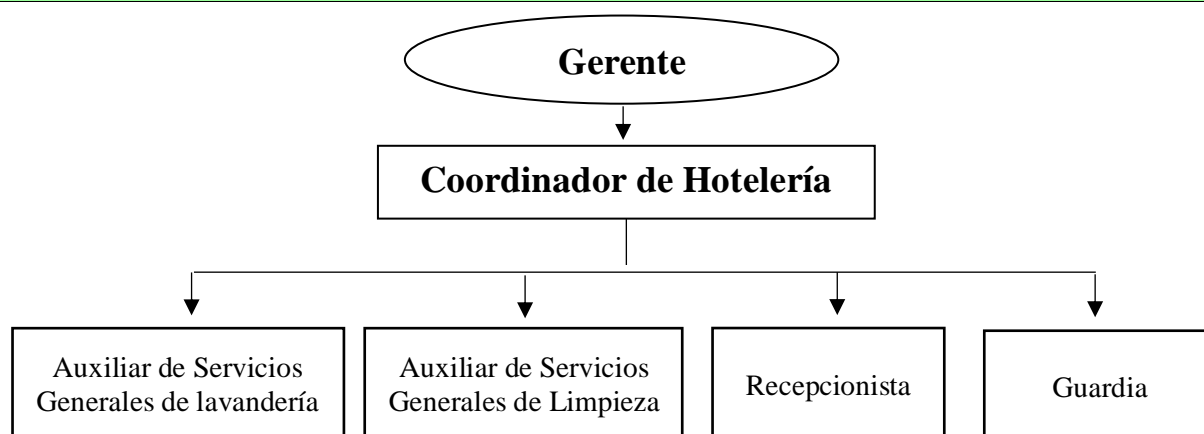 Gerente
Coordinador de Hotelería
Auxiliar de Servicios
Generales de lavandería
Auxiliar de Servicios
Generales de Limpieza
Recepcionista
Guardia